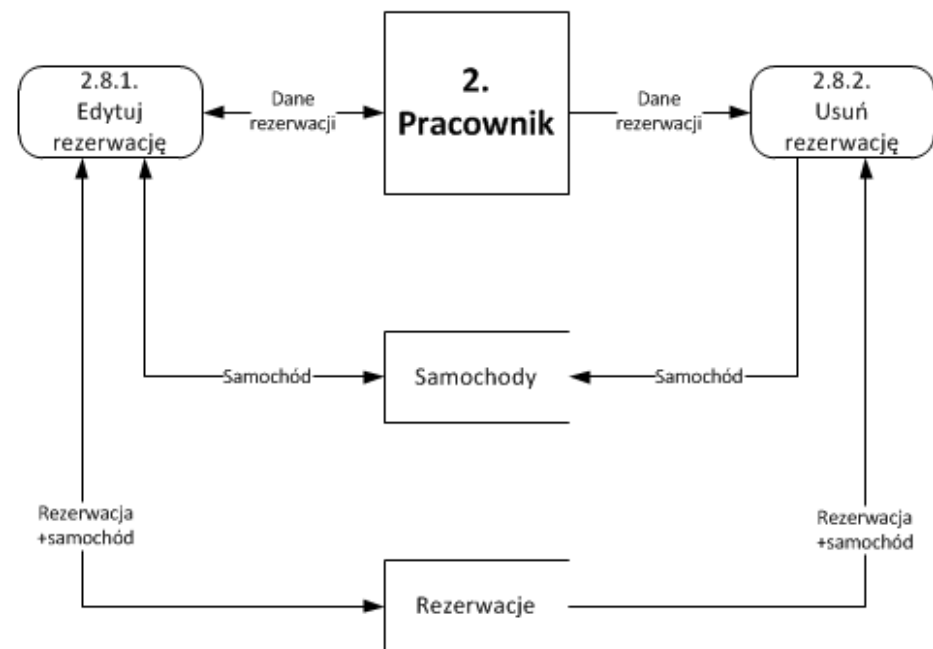 2.8.1.
Edytuj
rezerwację
Dane
rezerwacji
2.
Pracownik
Dane
rezerwacji
2.8.2.
Usuń
rezerwację
Samochód
Samochody
Samochód
Rezerwacja
+samochód
Rezerwacje
Rezerwacja
+samochód